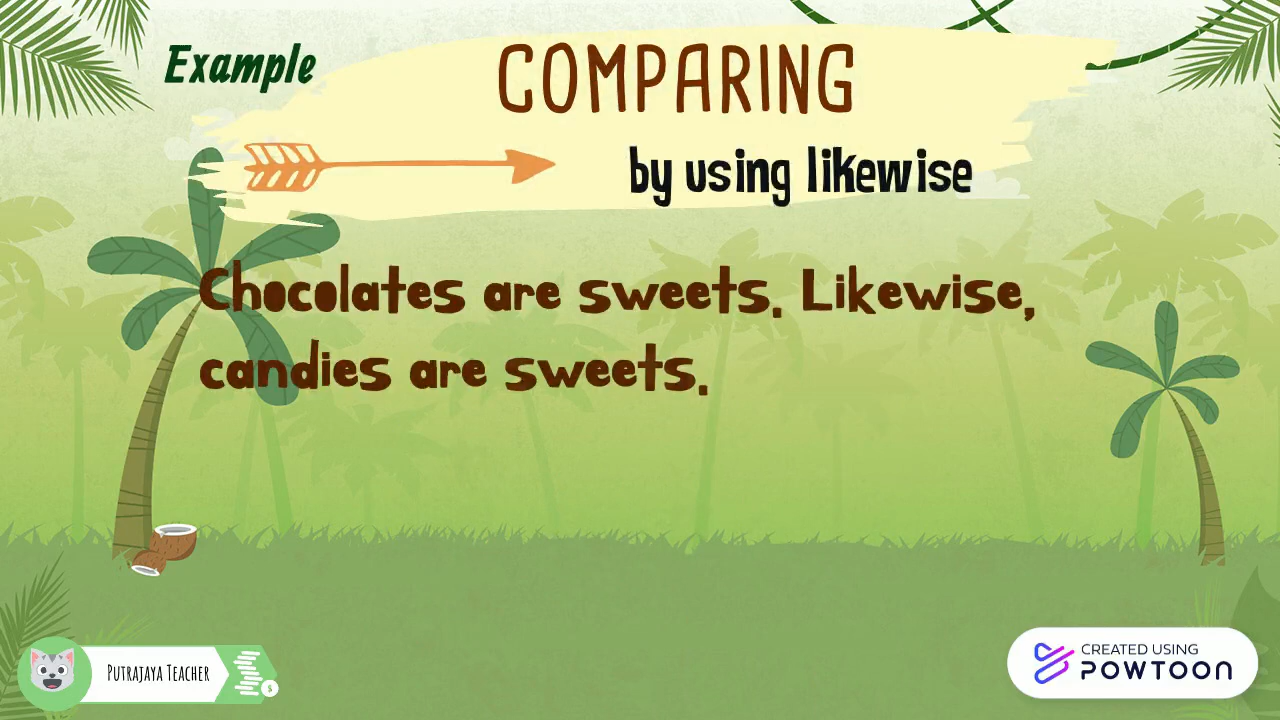 Example
COMPARING
by using likewise
Chocolates are sweets. Likewise,
candies are sweets.
PUTRAJAYA TEACHER
$
CREATED USING
POWTOON